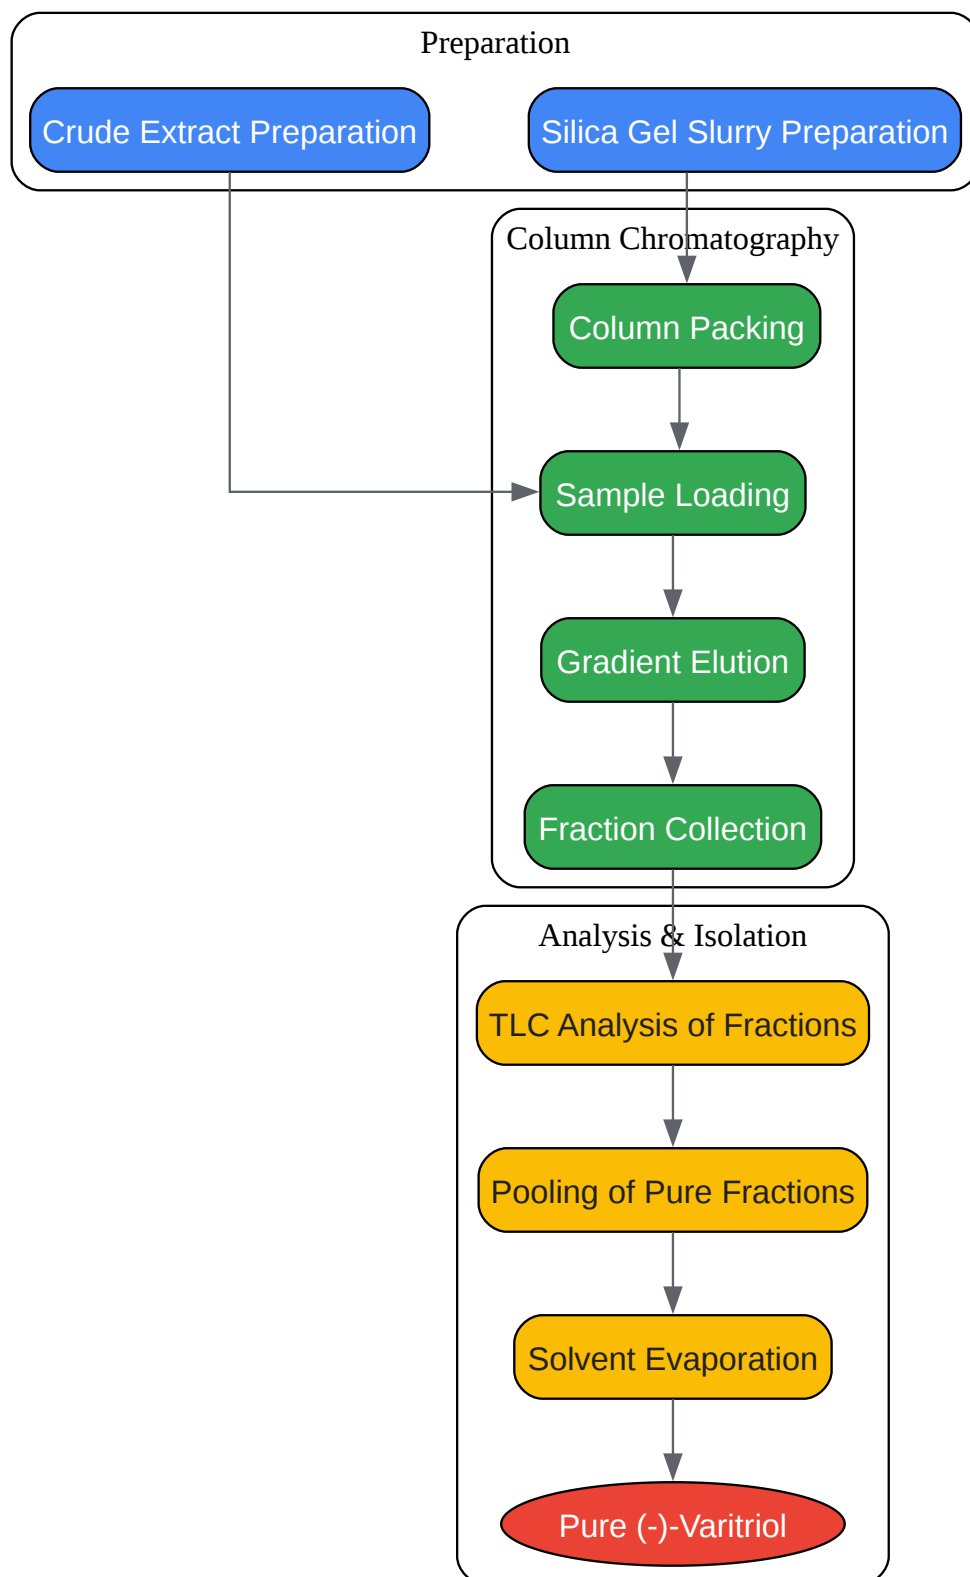 Preparation
Crude Extract Preparation
Silica Gel Slurry Preparation
Column Chromatography
Column Packing
Sample Loading
Gradient Elution
Fraction Collection
Analysis & Isolation
TLC Analysis of Fractions
Pooling of Pure Fractions
Solvent Evaporation
Pure (-)-Varitriol